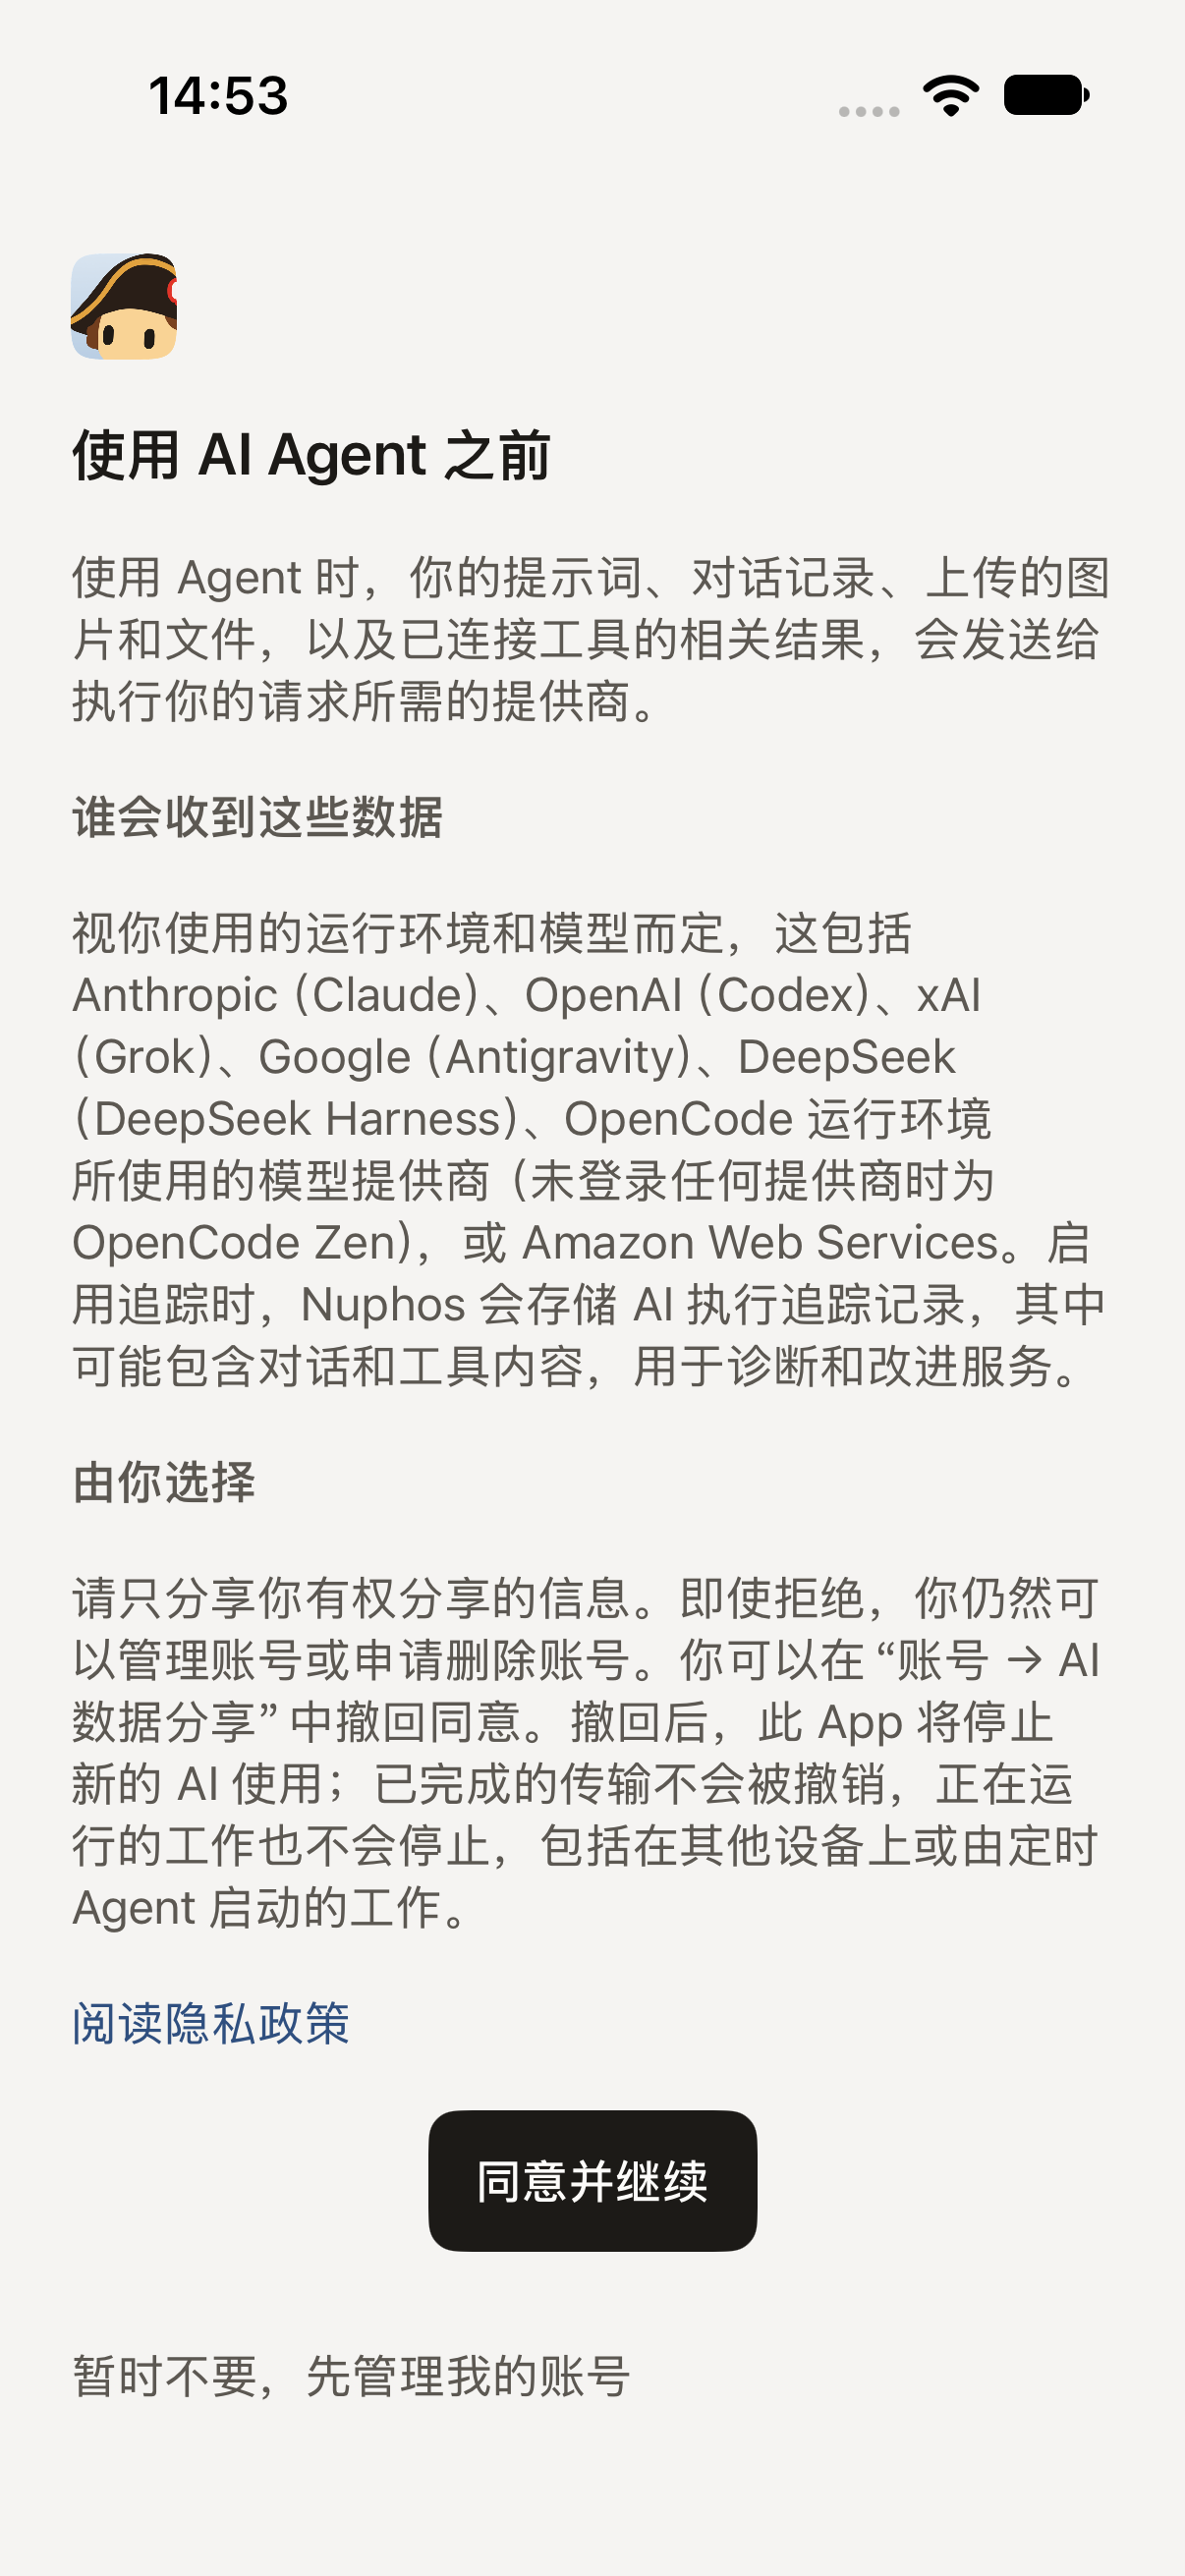 14:53
使用 AI Agent 之前
使用 Agent 时，你的提示词、对话记录、上传的图
片和文件，以及已连接工具的相关结果，会发送给
执行你的请求所需的提供商。
谁会收到这些数据
视你使用的运行环境和模型而定，这包括
Anthropic (Claude)、OpenAI (Codex)、xAI
(Grok)、Google (Antigravity)、DeepSeek
(DeepSeek Harness)、OpenCode 运行环境
所使用的模型提供商 (未登录任何提供商时为
OpenCode Zen)，或 Amazon Web Services。启
用追踪时，Nuphos 会存储 AI 执行追踪记录，其中
可能包含对话和工具内容，用于诊断和改进服务。
由你选择
请只分享你有权分享的信息。即使拒绝，你仍然可
以管理账号或申请删除账号。你可以在 “账号 → AI
数据分享” 中撤回同意。撤回后，此 App 将停止
新的 AI 使用；已完成的传输不会被撤销，正在运
行的工作也不会停止，包括在其他设备上或由定时
Agent 启动的工作。
阅读隐私政策
同意并继续
暂时不要，先管理我的账号